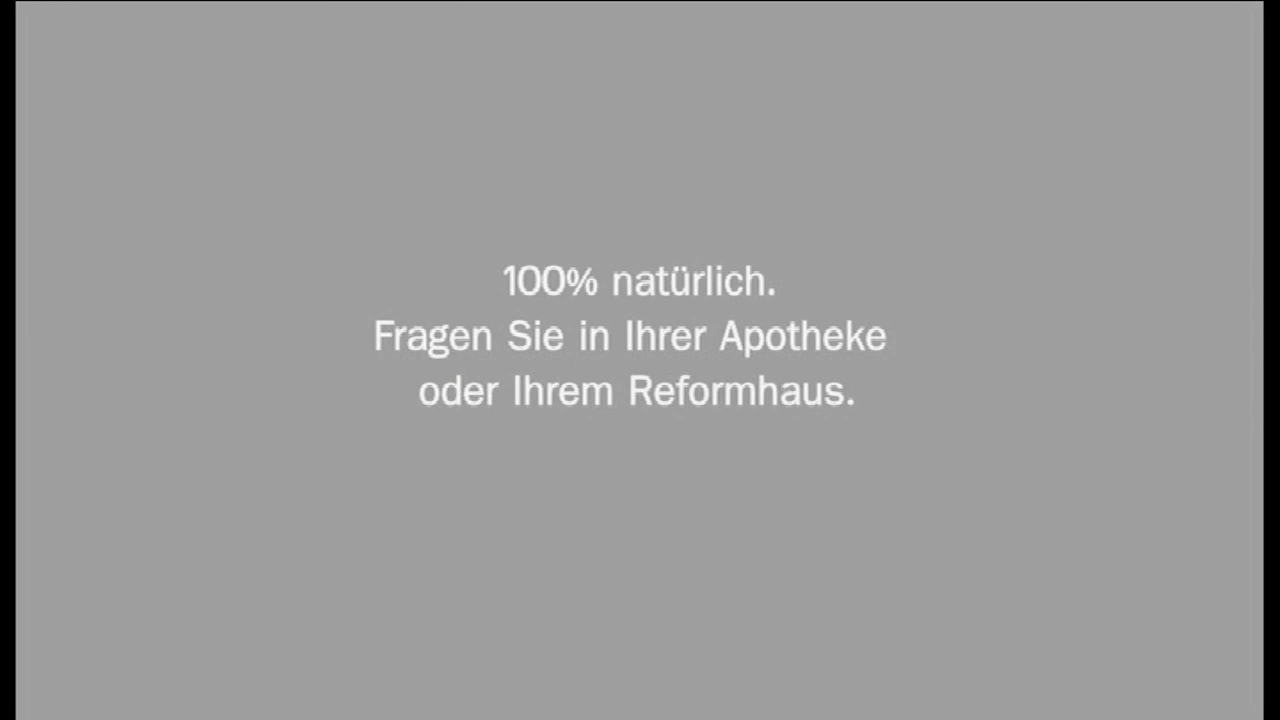 100% natürlich.
Fragen Sie in Ihrer Apotheke
oder Ihrem Reformhaus.